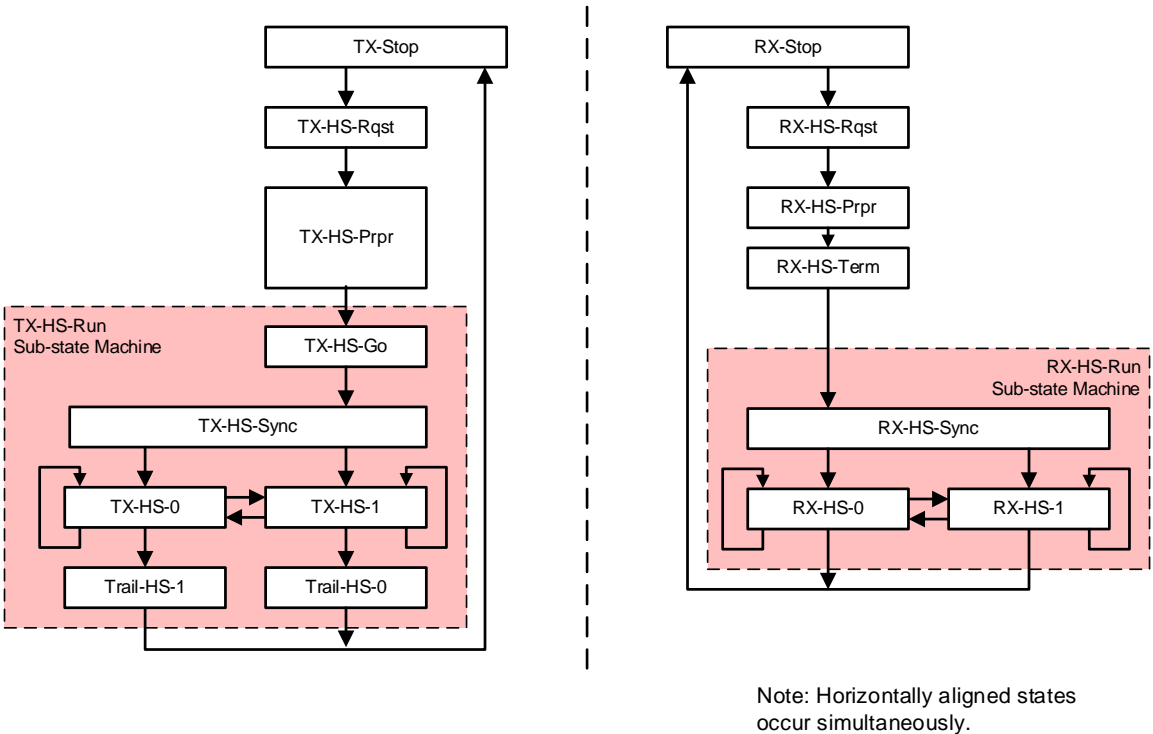 TX-Stop
TX-HS-Rqst
TX-HS-Prpr
TX-HS-Run
Sub-state Machine
TX-HS-Go
TX-HS-Sync
TX-HS-0
TX-HS-1
Trail-HS-1
Trail-HS-0
RX-Stop
RX-HS-Rqst
RX-HS-Prpr
RX-HS-Term
RX-HS-Run
Sub-state Machine
RX-HS-Sync
RX-HS-0
RX-HS-1
Note: Horizontally aligned states
occur simultaneously.